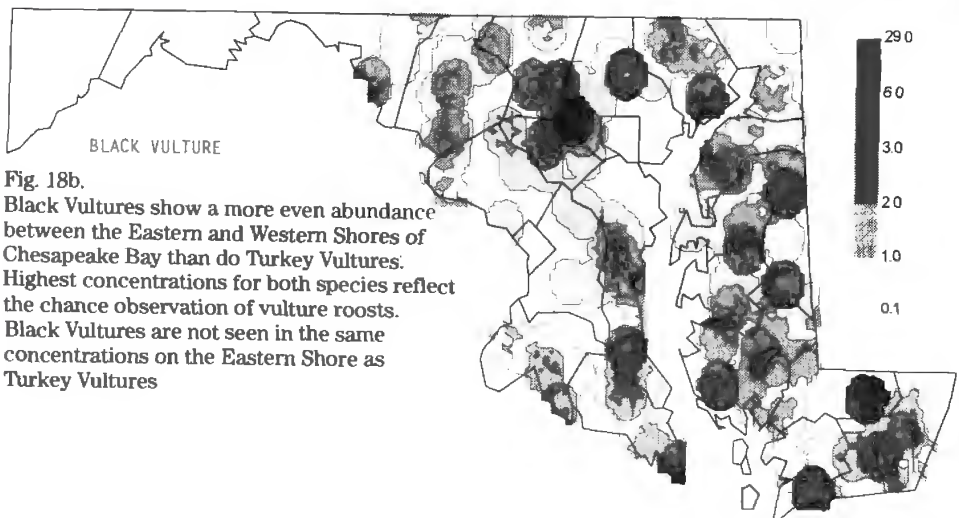 29 0
6 0
3.0
2 0
1.0
0.1
BLACK VULTURE
Fig. 18b.
Black Vultures show a more even abundance
between the Eastern and Western Shores of
Chesapeake Bay than do Turkey Vultures.
Highest concentrations for both species reflect
the chance observation of vulture roosts.
Black Vultures are not seen in the same
concentrations on the Eastern Shore as
Turkey Vultures